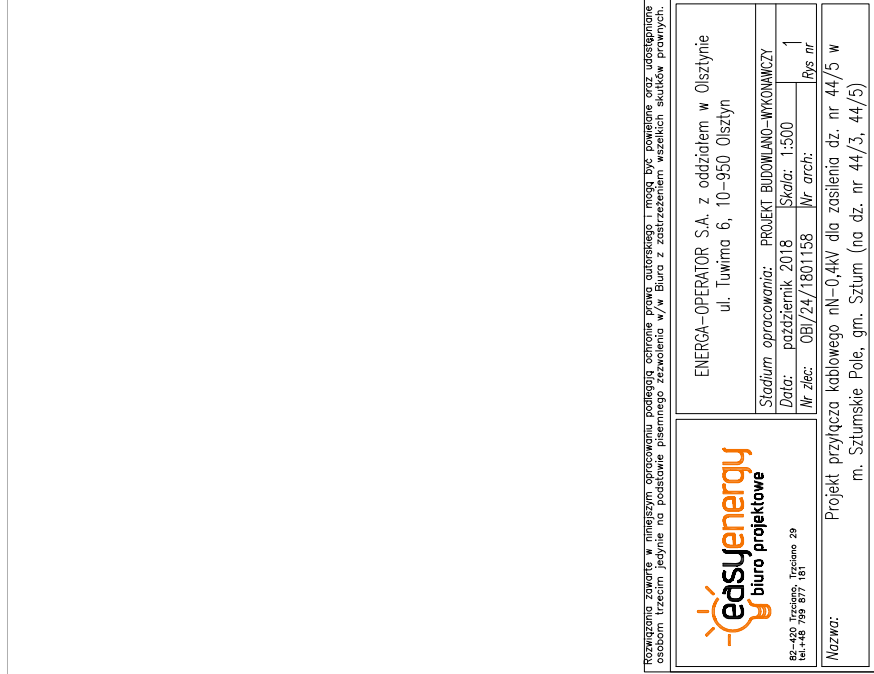 Rozwiązania zawarte w niniejszym opracowaniu podlegają ochronie prawa autorskiego i mogą być powielane oraz udostępniane
osobom trzecim jedynie na podstawie pisemnego zezwolenia w/w Biura z zastrzeżeniem wszelkich skutków prawnych.
easyenergy
biuro projektowe
82-420 Trzciano, Trzciano 29
tel.+48 799 877 181
ENERGA-OPERATOR S.A. z oddziałem w Olsztynie
ul. Tuwima 6, 10-950 Olsztyn
Stadium opracowania: PROJEKT BUDOWLANO-WYKONAWCZY
Data: październik 2018 Skala: 1:500 1
Nr zlec: OBI/24/1801158 Nr arch: Rys nr
Nazwa: Projekt przyłącza kablowego nN-0,4kV dla zasilenia dz. nr 44/5 w
m. Sztumskie Pole, gm. Sztum (na dz. nr 44/3, 44/5)